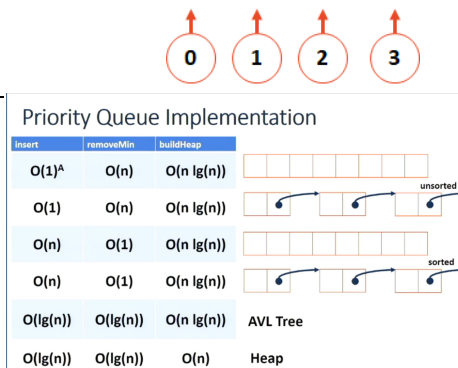 0 1 2 3
Priority Queue Implementation
insert removeMin buildHeap
O(1)ᴬ O(n) O(n lg(n))
unsorted
O(1) O(n) O(n lg(n))
O(n) O(1) O(n lg(n))
sorted
O(n) O(1) O(n lg(n))
O(lg(n)) O(lg(n)) O(n lg(n)) AVL Tree
O(lg(n)) O(lg(n)) O(n) Heap